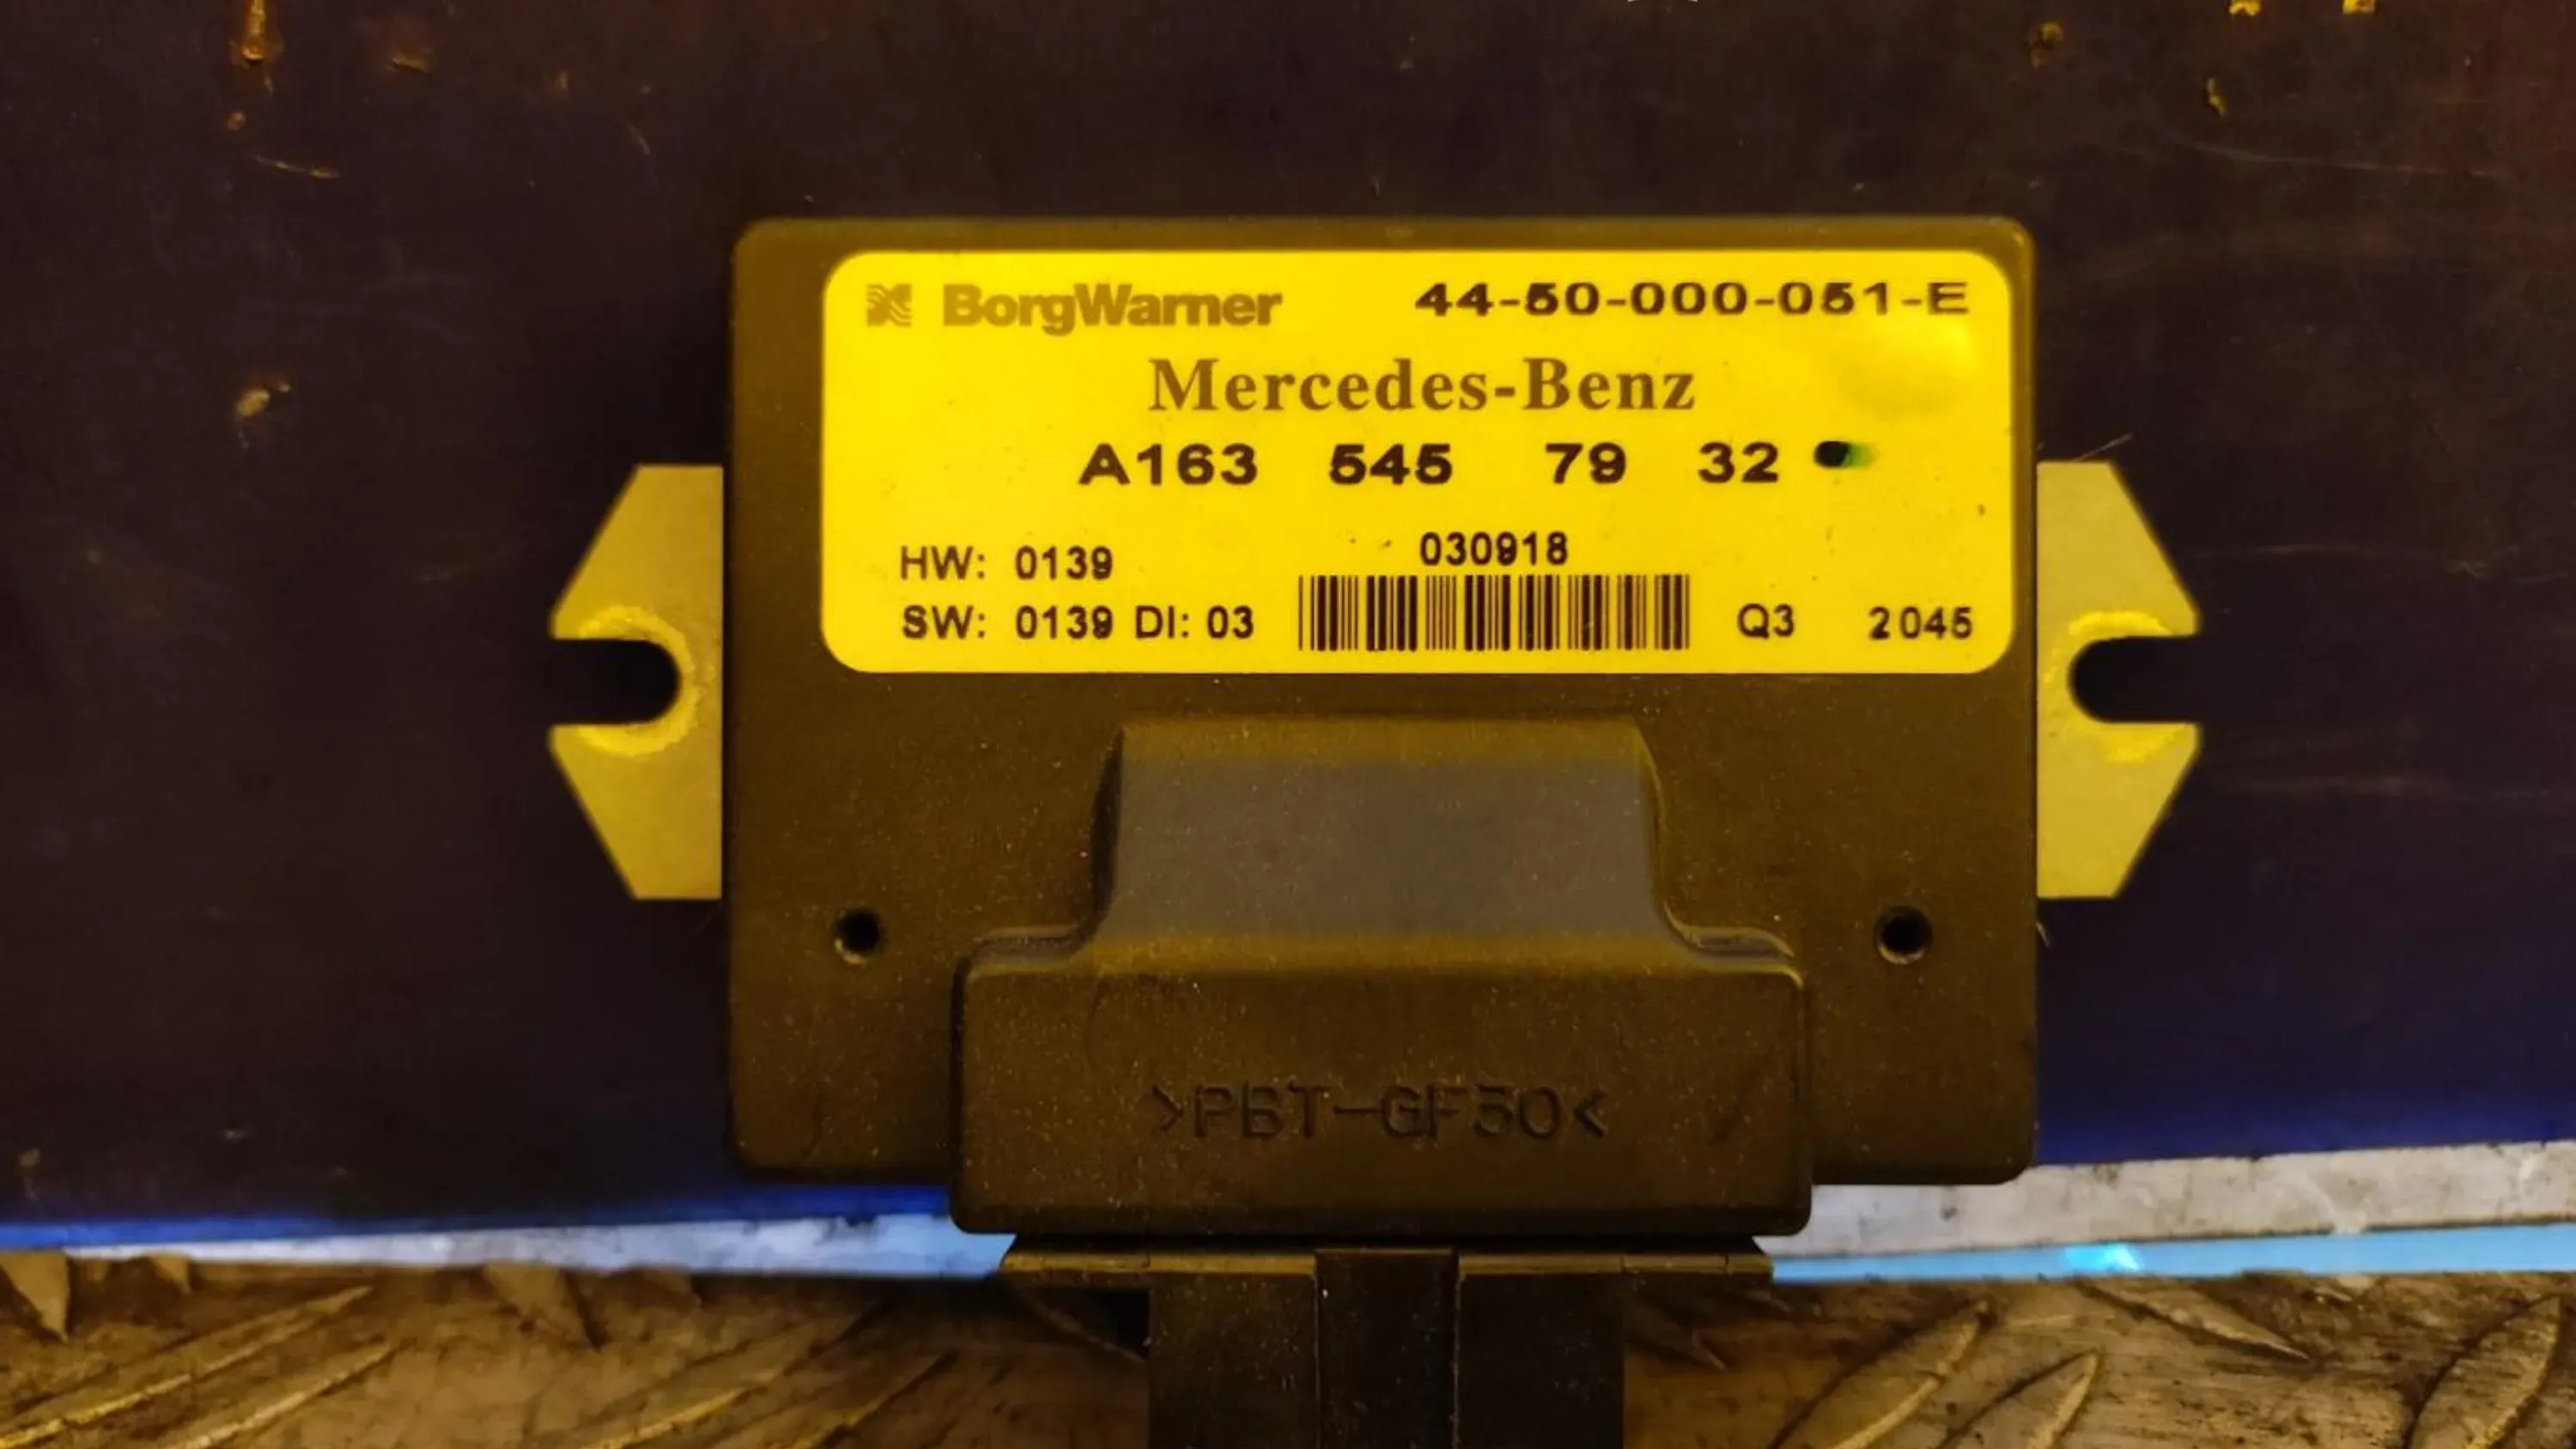 BorgWarner 44-50-000-051-E
Mercedes-Benz
A163 545 79 32
HW: 0139 030918
SW: 0139 DI: 03 Q3 2045
>PBT-GF50<